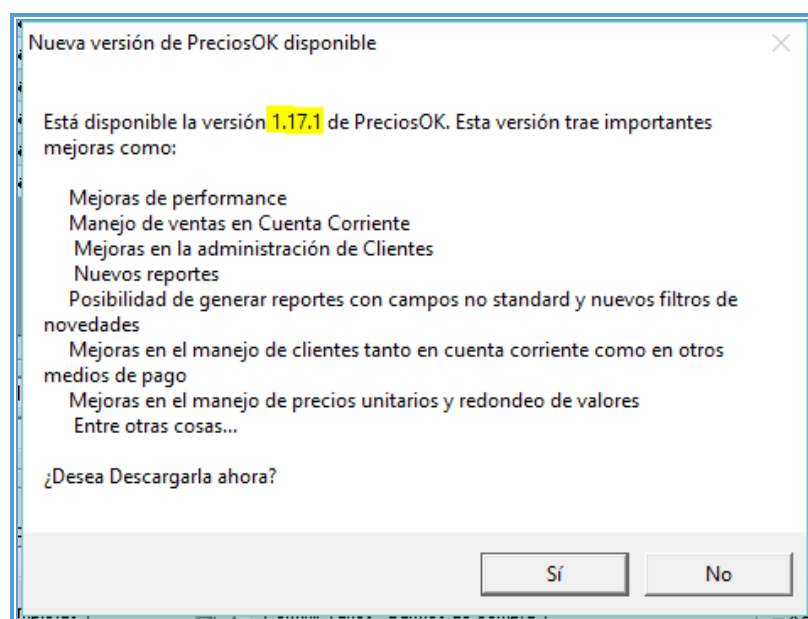 Nueva versión de PreciosOK disponible
Está disponible la versión 1.17.1 de PreciosOK. Esta versión trae importantes
mejoras como:
Mejoras de performance
Manejo de ventas en Cuenta Corriente
Mejoras en la administración de Clientes
Nuevos reportes
Posibilidad de generar reportes con campos no standard y nuevos filtros de
novedades
Mejoras en el manejo de clientes tanto en cuenta corriente como en otros
medios de pago
Mejoras en el manejo de precios unitarios y redondeo de valores
Entre otras cosas...
¿Desea Descargarla ahora?
Sí
No